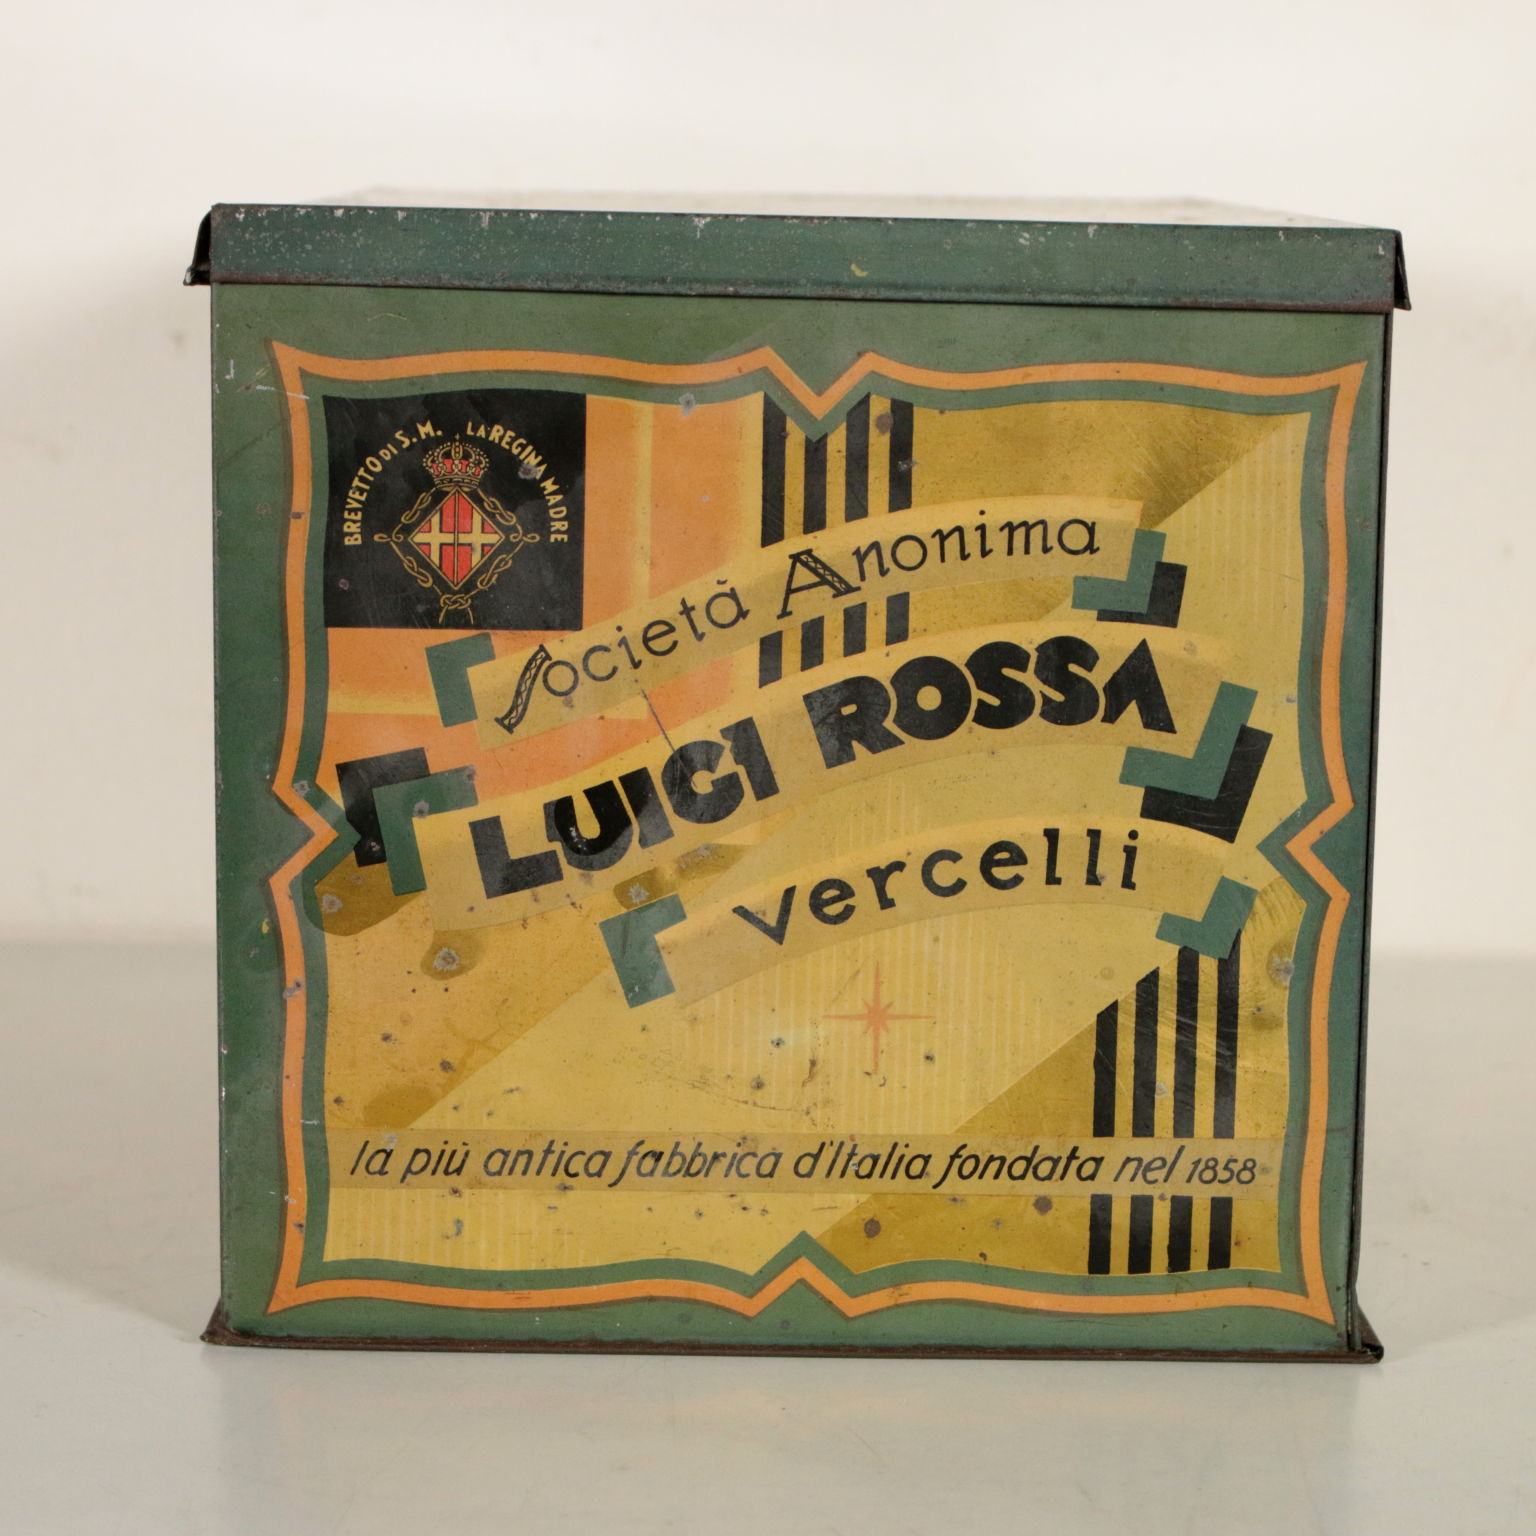 BREVETTO DI S.M. LA REGINA MADRE
Società Anonima
LUIGI ROSSA
vercelli
la più antica fabbrica d'Italia fondata nel 1858